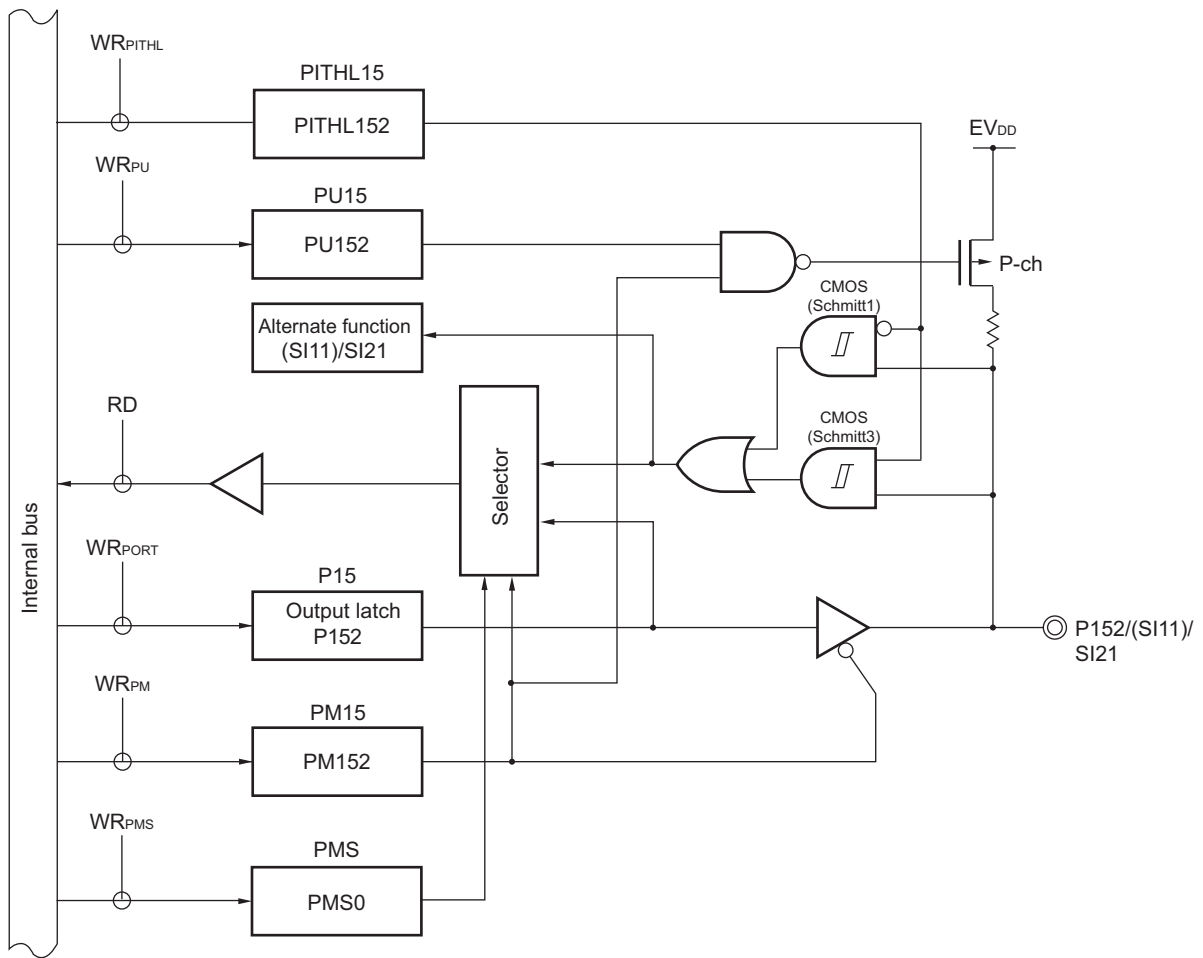 WRPITHL
PITHL15
PITHL152
EVDD
WRPU
PU15
PU152
P-ch
CMOS
(Schmitt1)
Alternate function
(SI11)/SI21
RD
CMOS
(Schmitt3)
Selector
Internal bus
WRPORT
P15
Output latch
P152
P152/(SI11)/
SI21
WRPM
PM15
PM152
WRPMS
PMS
PMS0